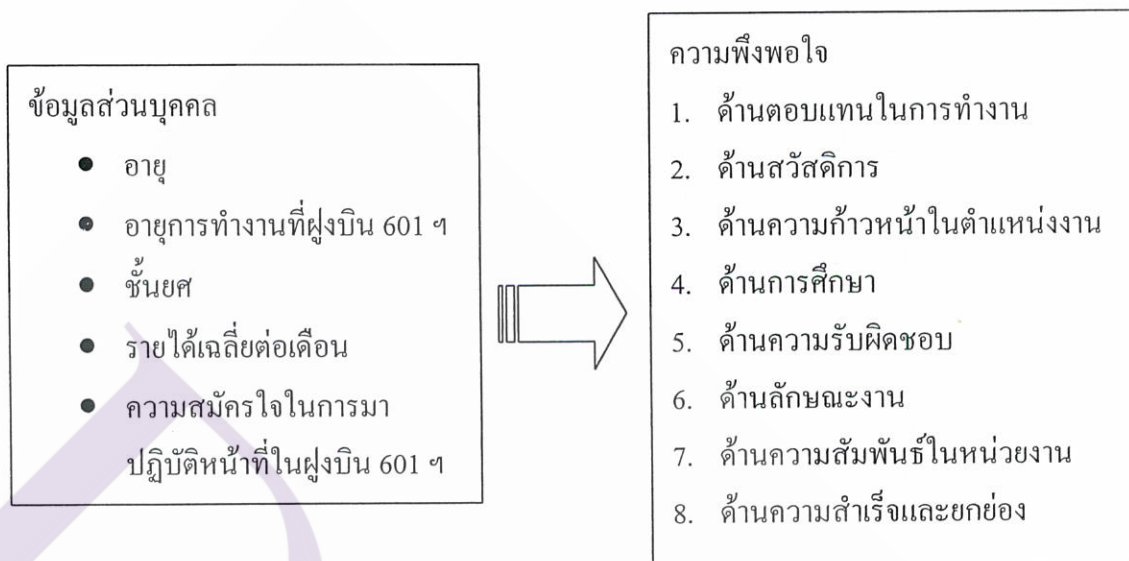 ข้อมูลส่วนบุคคล
● อายุ
● อายุการทำงานที่ฝูงบิน 601 ฯ
● ชั้นยศ
● รายได้เฉลี่ยต่อเดือน
● ความสมัครใจในการมา
ปฏิบัติหน้าที่ในฝูงบิน 601 ฯ
ความพึงพอใจ
1. ด้านตอบแทนในการทำงาน
2. ด้านสวัสดิการ
3. ด้านความก้าวหน้าในตำแหน่งงาน
4. ด้านการศึกษา
5. ด้านความรับผิดชอบ
6. ด้านลักษณะงาน
7. ด้านความสัมพันธ์ในหน่วยงาน
8. ด้านความสำเร็จและยกย่อง